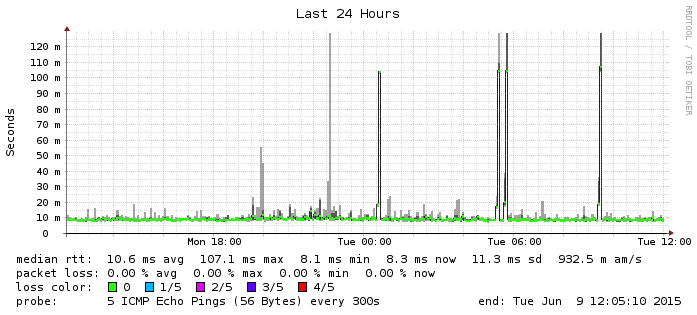 Last 24 Hours
RRDTOOL / TOBI OETIKER
Seconds
120 m
110 m
100 m
90 m
80 m
70 m
60 m
50 m
40 m
30 m
20 m
10 m
0
Mon 18:00 Tue 00:00 Tue 06:00 Tue 12:00
median rtt: 10.6 ms avg 107.1 ms max 8.1 ms min 8.3 ms now 11.3 ms sd 932.5 m am/s
packet loss: 0.00 % avg 0.00 % max 0.00 % min 0.00 % now
loss color: 0 1/5 2/5 3/5 4/5
probe: 5 ICMP Echo Pings (56 Bytes) every 300s end: Tue Jun 9 12:05:10 2015